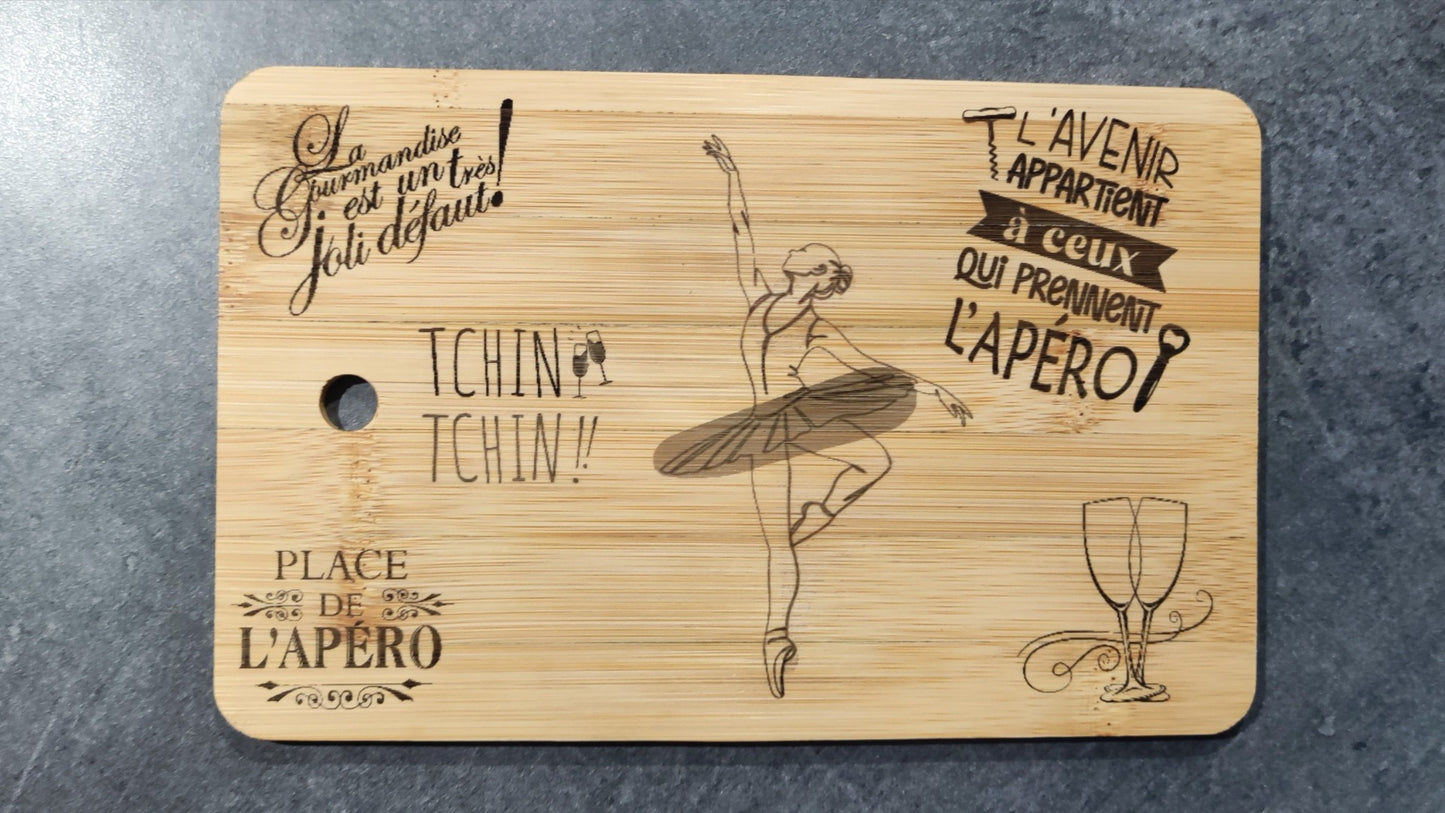 La
Gourmandise
est un très
joli défaut!
TCHIN
TCHIN!!
PLACE
DE
L'APÉRO
L'AVENIR
APPARTiENT
à ceux
QUi PRENNENT
L'APÉRO!